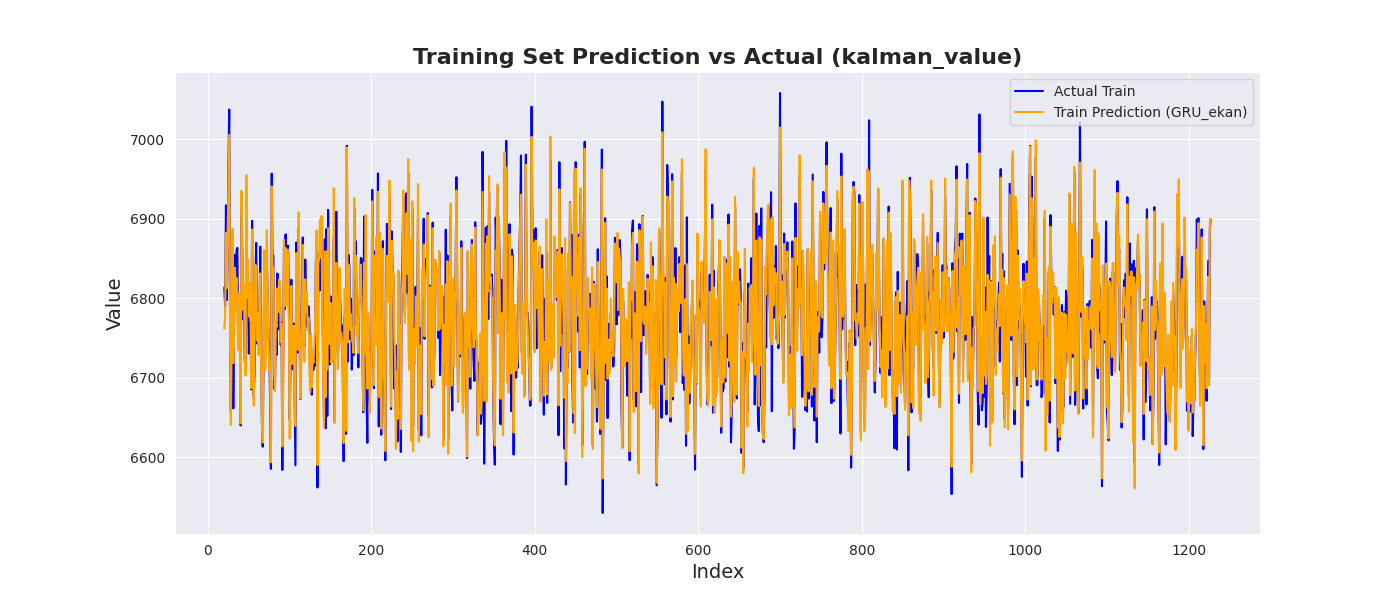 Training Set Prediction vs Actual (kalman_value)
Actual Train
Train Prediction (GRU_ekan)
Value
7000
6900
6800
6700
6600
0 200 400 600 800 1000 1200
Index